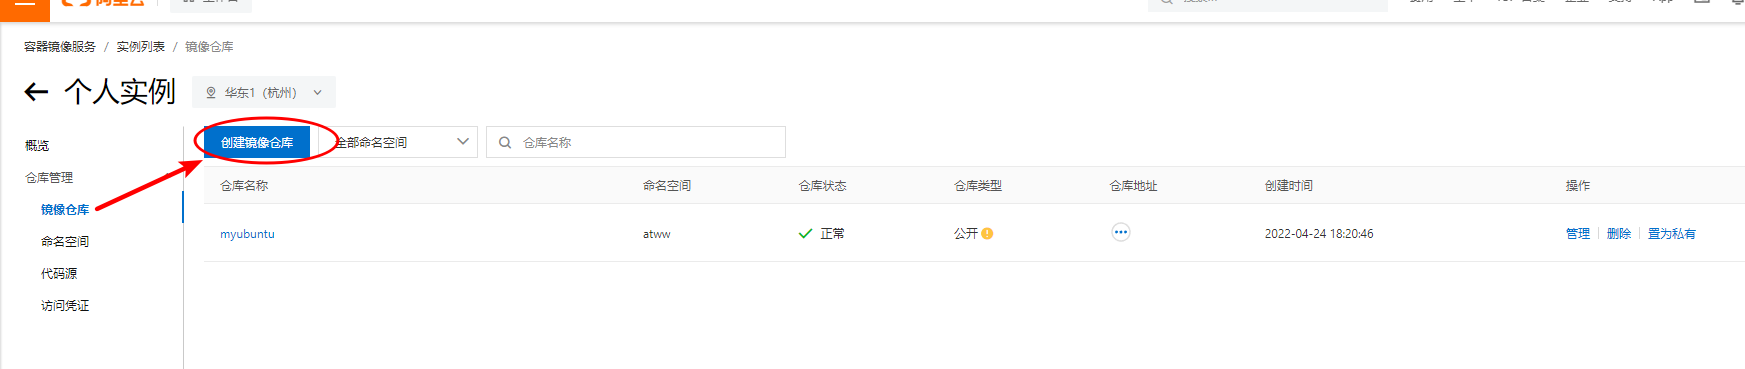 容器镜像服务 / 实例列表 / 镜像仓库
个人实例
华东1（杭州）
概览
仓库管理
镜像仓库
命名空间
代码源
访问凭证
创建镜像仓库 全部命名空间 仓库名称
仓库名称 命名空间 仓库状态 仓库类型 仓库地址 创建时间 操作
myubuntu atww 正常 公开 2022-04-24 18:20:46 管理 删除 置为私有